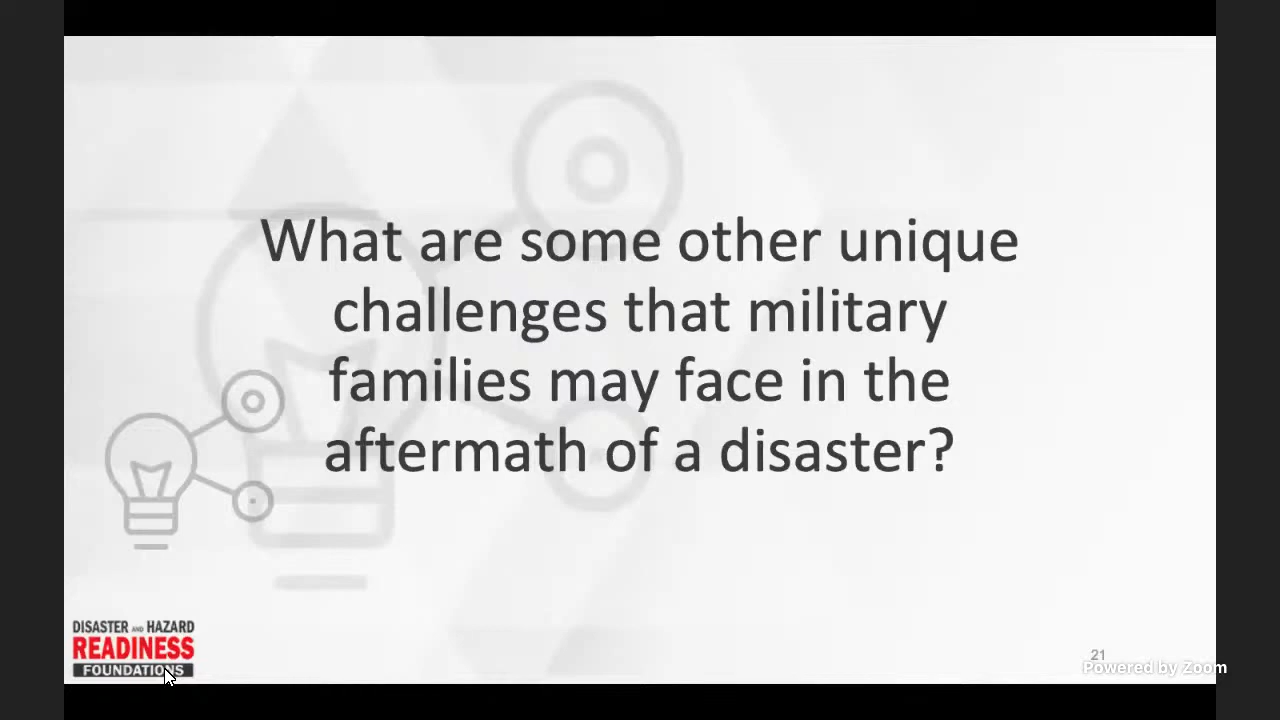 What are some other unique
challenges that military
families may face in the
aftermath of a disaster?
DISASTER AND HAZARD
READINESS
FOUNDATIONS
21
Powered by Zoom